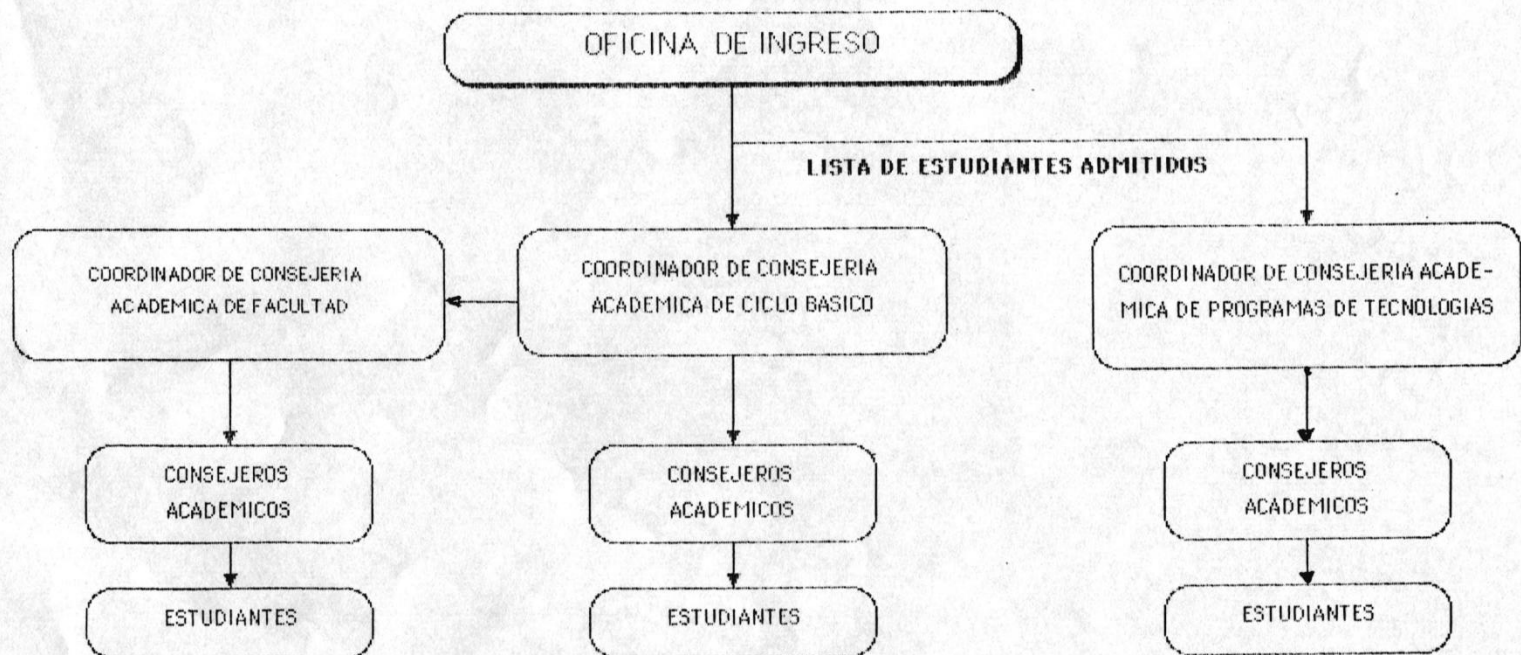 OFICINA DE INGRESO
LISTA DE ESTUDIANTES ADMITIDOS
COORDINADOR DE CONSEJERIA
ACADEMICA DE FACULTAD
COORDINADOR DE CONSEJERIA
ACADEMICA DE CICLO BASICO
COORDINADOR DE CONSEJERIA ACADE-
MICA DE PROGRAMAS DE TECNOLOGIAS
CONSEJEROS
ACADEMICOS
CONSEJEROS
ACADEMICOS
CONSEJEROS
ACADEMICOS
ESTUDIANTES
ESTUDIANTES
ESTUDIANTES